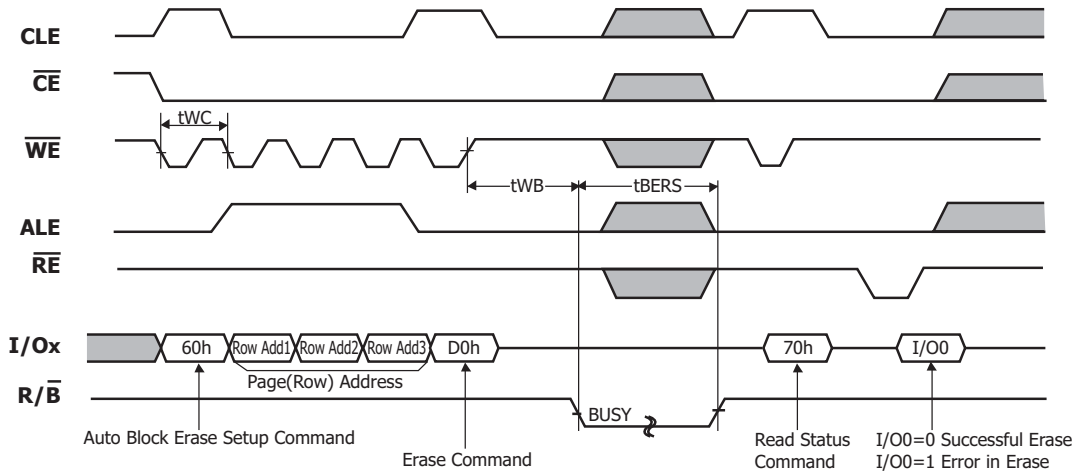 CLE
CE
tWC
WE
tWB
tBERS
ALE
RE
I/Ox
60h
Row Add1
Row Add2
Row Add3
D0h
70h
I/O0
Page(Row) Address
R/B
BUSY
Auto Block Erase Setup Command
Erase Command
Read Status
Command
I/O0=0 Successful Erase
I/O0=1 Error in Erase